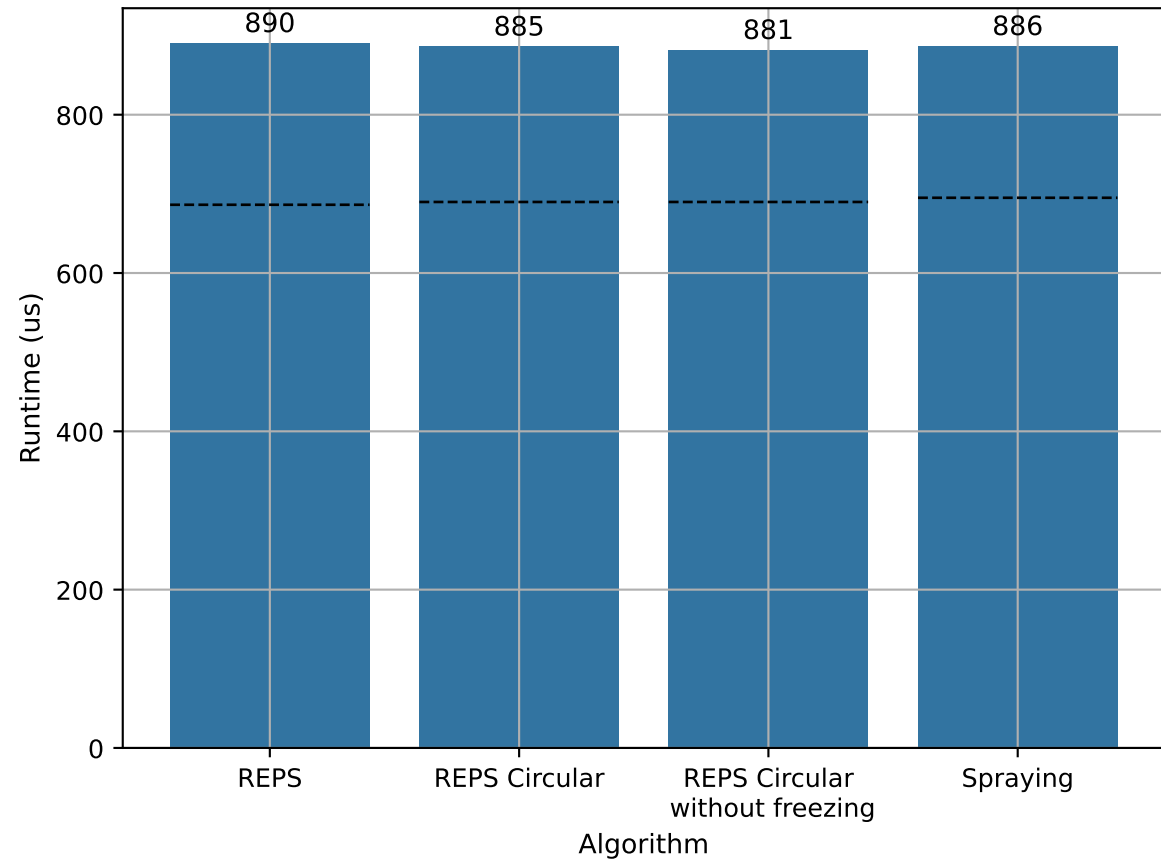 890
885
881
886
800
600
400
200
0
Runtime (us)
REPS
REPS Circular
REPS Circular
without freezing
Spraying
Algorithm